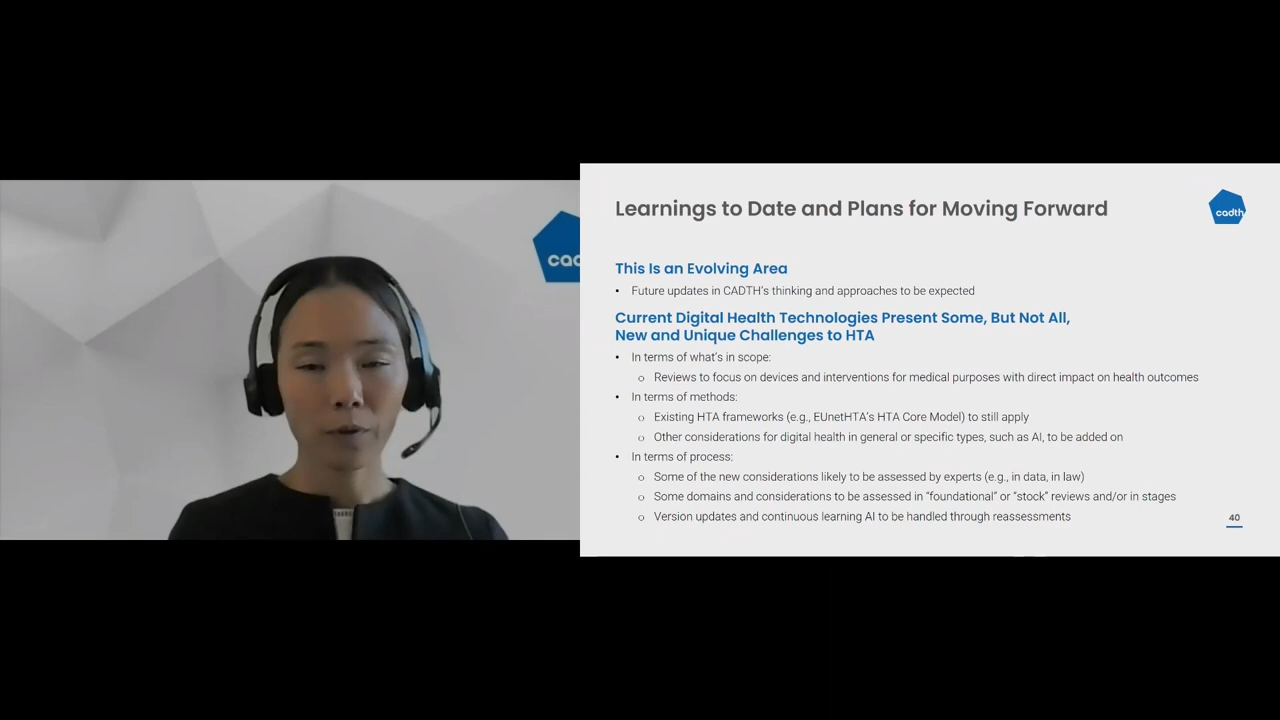 cad
Learnings to Date and Plans for Moving Forward
cadth
This Is an Evolving Area
• Future updates in CADTH's thinking and approaches to be expected
Current Digital Health Technologies Present Some, But Not All,
New and Unique Challenges to HTA
• In terms of what's in scope:
o Reviews to focus on devices and interventions for medical purposes with direct impact on health outcomes
• In terms of methods:
o Existing HTA frameworks (e.g., EUnetHTA's HTA Core Model) to still apply
o Other considerations for digital health in general or specific types, such as AI, to be added on
• In terms of process:
o Some of the new considerations likely to be assessed by experts (e.g., in data, in law)
o Some domains and considerations to be assessed in “foundational” or “stock” reviews and/or in stages
o Version updates and continuous learning AI to be handled through reassessments
40